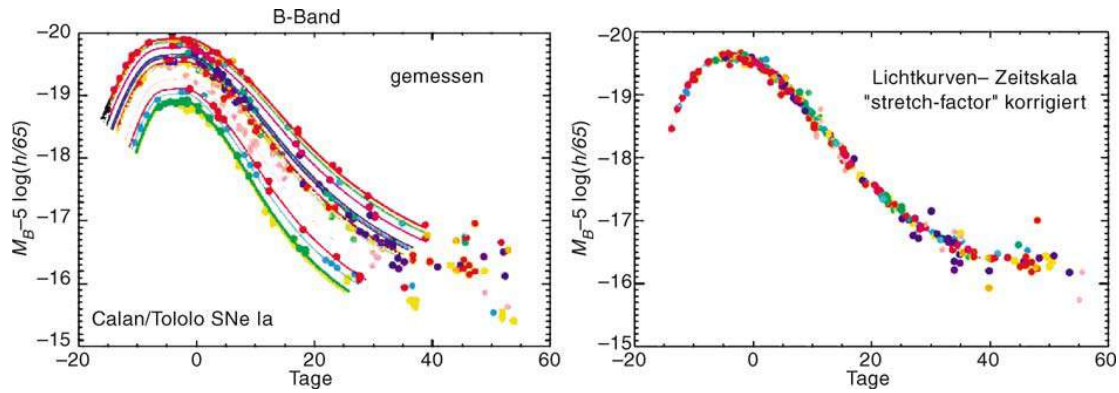 B-Band
gemessen
Calan/Tololo SNe Ia
M_B–5 log(h/65)
–20
–19
–18
–17
–16
–15
–20
0
20
40
60
Tage
Lichtkurven– Zeitskala
"stretch-factor" korrigiert
M_B–5 log(h/65)
–20
–19
–18
–17
–16
–15
–20
0
20
40
60
Tage